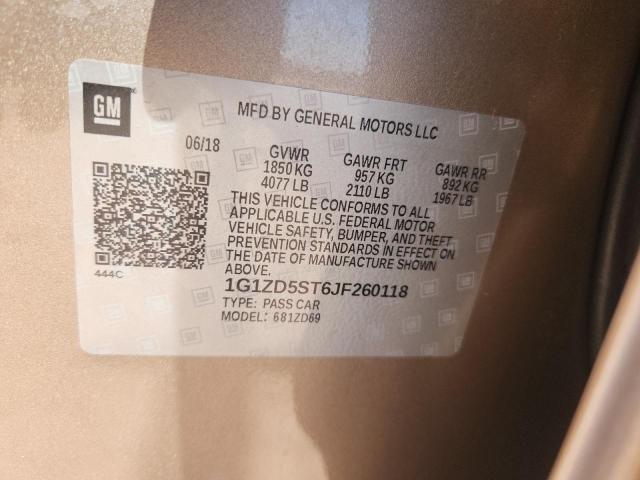 GM
MFD BY GENERAL MOTORS LLC
06/18
GVWR GAWR FRT GAWR RR
1850 KG 957 KG 892 KG
4077 LB 2110 LB 1967 LB
THIS VEHICLE CONFORMS TO ALL
APPLICABLE U.S. FEDERAL MOTOR
VEHICLE SAFETY, BUMPER, AND THEFT
PREVENTION STANDARDS IN EFFECT ON
THE DATE OF MANUFACTURE SHOWN
ABOVE.
444C
1G1ZD5ST6JF260118
TYPE: PASS CAR
MODEL: 681ZD69